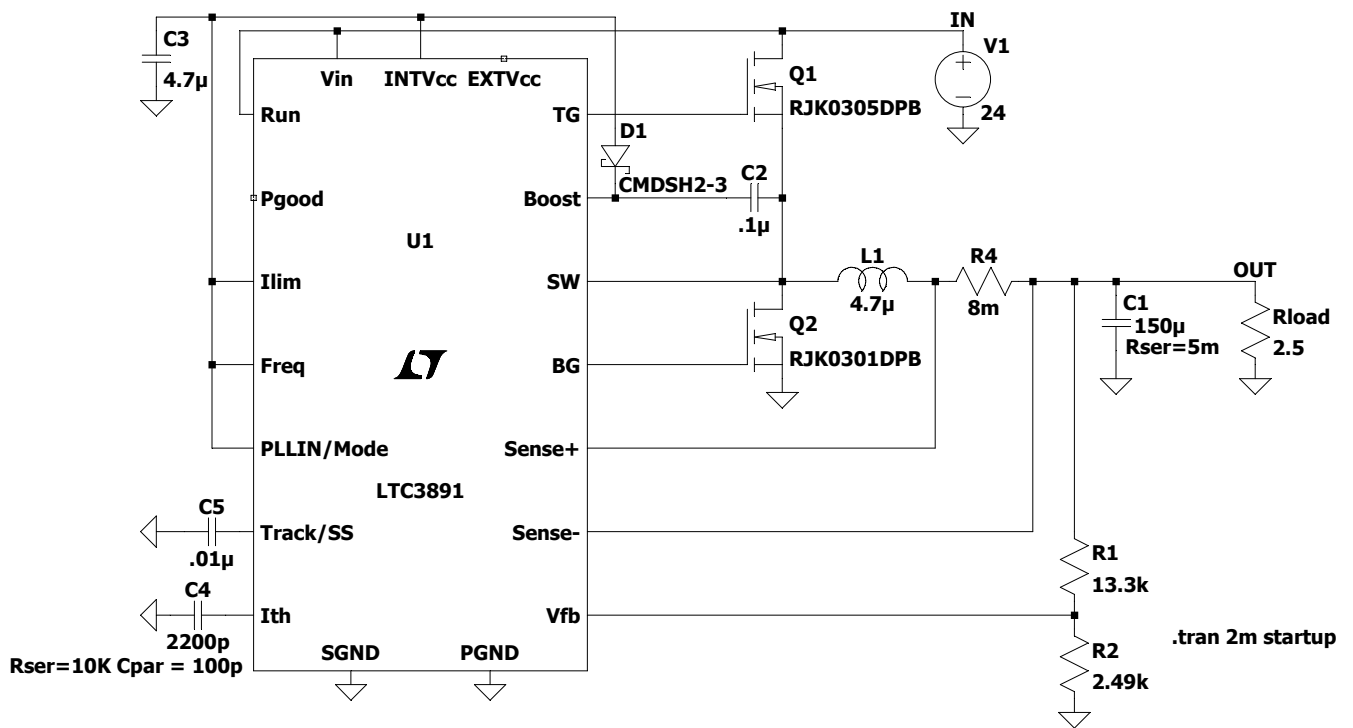 IN
C3
4.7µ
V1
24
Vin
INTVcc
EXTVcc
Q1
RJK0305DPB
Run
TG
D1
CMDSH2-3
C2
.1µ
Pgood
Boost
U1
Ilim
SW
L1
4.7µ
R4
8m
OUT
C1
150µ
Rser=5m
Rload
2.5
Q2
RJK0301DPB
Freq
BG
PLLIN/Mode
Sense+
LTC3891
C5
.01µ
Track/SS
Sense-
R1
13.3k
C4
2200p
Rser=10K Cpar = 100p
Ith
Vfb
.tran 2m startup
SGND
PGND
R2
2.49k